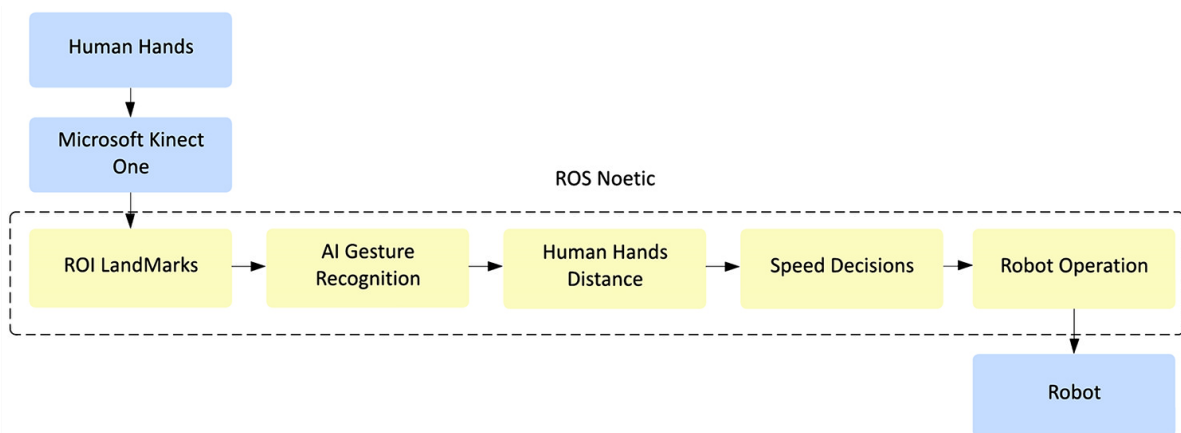 Human Hands
Microsoft Kinect
One
ROS Noetic
ROI LandMarks
AI Gesture
Recognition
Human Hands
Distance
Speed Decisions
Robot Operation
Robot